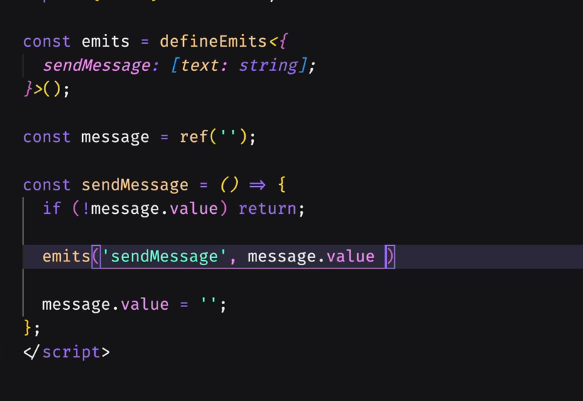 const emits = defineEmits<{
  sendMessage: [text: string];
}>();
const message = ref('');
const sendMessage = () => {
  if (!message.value) return;
  emits('sendMessage', message.value )
  message.value = '';
};
</script>